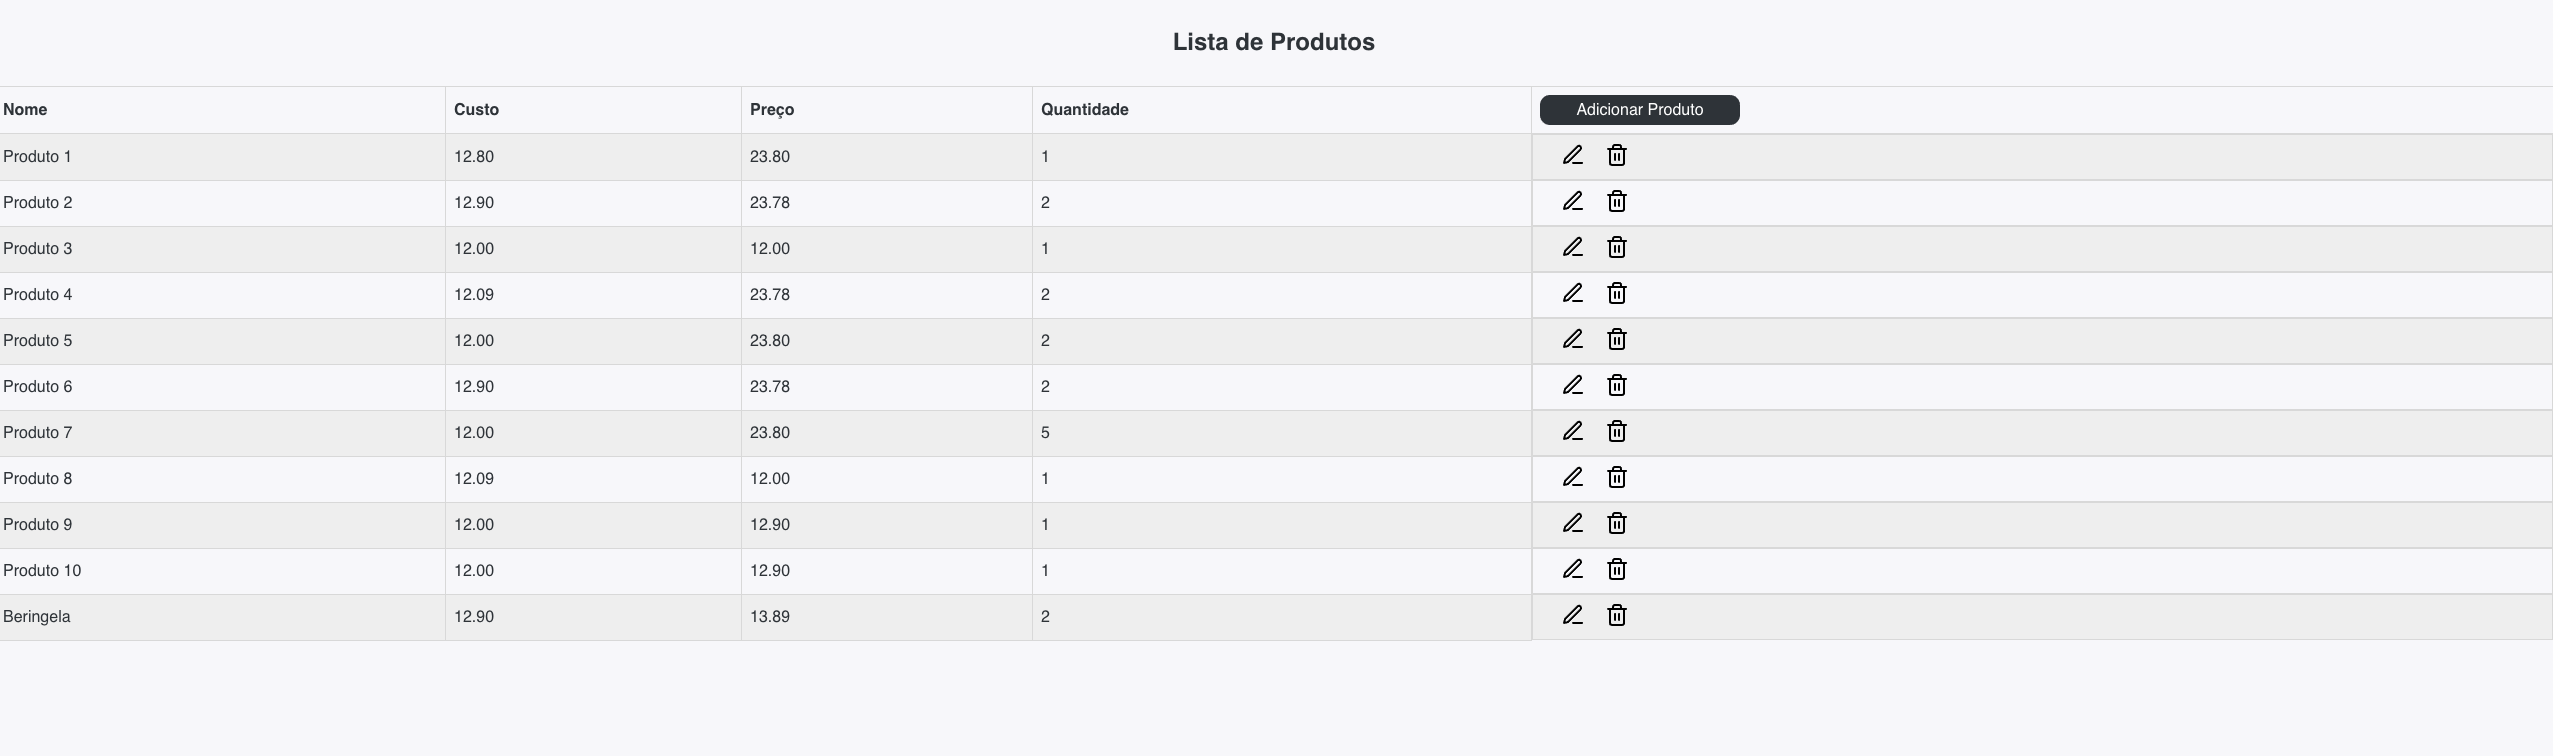 Lista de Produtos
Nome Custo Preço Quantidade Adicionar Produto
Produto 1 12.80 23.80 1
Produto 2 12.90 23.78 2
Produto 3 12.00 12.00 1
Produto 4 12.09 23.78 2
Produto 5 12.00 23.80 2
Produto 6 12.90 23.78 2
Produto 7 12.00 23.80 5
Produto 8 12.09 12.00 1
Produto 9 12.00 12.90 1
Produto 10 12.00 12.90 1
Beringela 12.90 13.89 2